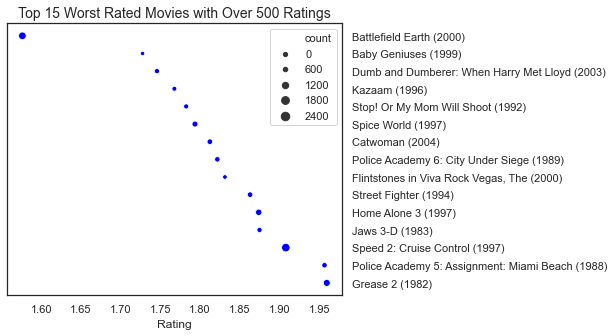 Top 15 Worst Rated Movies with Over 500 Ratings
count
0
600
1200
1800
2400
Battlefield Earth (2000)
Baby Geniuses (1999)
Dumb and Dumberer: When Harry Met Lloyd (2003)
Kazaam (1996)
Stop! Or My Mom Will Shoot (1992)
Spice World (1997)
Catwoman (2004)
Police Academy 6: City Under Siege (1989)
Flintstones in Viva Rock Vegas, The (2000)
Street Fighter (1994)
Home Alone 3 (1997)
Jaws 3-D (1983)
Speed 2: Cruise Control (1997)
Police Academy 5: Assignment: Miami Beach (1988)
Grease 2 (1982)
1.60 1.65 1.70 1.75 1.80 1.85 1.90 1.95
Rating